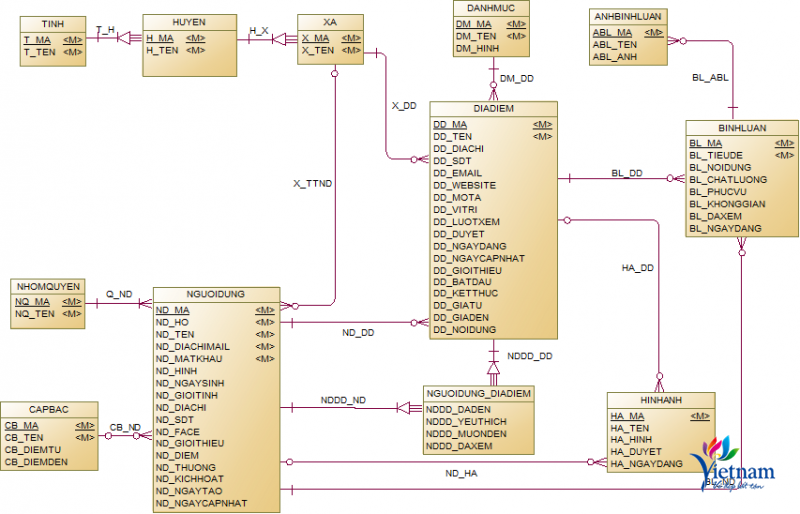 TINH
T_MA <M>
T_TEN <M>
T_H
HUYEN
H_MA <M>
H_TEN <M>
H_X
XA
X_MA <M>
X_TEN <M>
DANHMUC
DM_MA <M>
DM_TEN <M>
DM_HINH
ANHBINHLUAN
ABL_MA <M>
ABL_TEN
ABL_ANH
DM_DD
BL_ABL
X_DD
X_TTND
DIADIEM
DD_MA <M>
DD_TEN <M>
DD_DIACHI
DD_SDT
DD_EMAIL
DD_WEBSITE
DD_MOTA
DD_VITRI
DD_LUOTXEM
DD_DUYET
DD_NGAYDANG
DD_NGAYCAPNHAT
DD_GIOITHIEU
DD_BATDAU
DD_KETTHUC
DD_GIATU
DD_GIADEN
DD_NOIDUNG
BL_DD
BINHLUAN
BL_MA <M>
BL_TIEUDE <M>
BL_NOIDUNG
BL_CHATLUONG
BL_PHUCVU
BL_KHONGGIAN
BL_DAXEM
BL_NGAYDANG
HA_DD
NHOMQUYEN
NQ_MA <M>
NQ_TEN <M>
Q_ND
NGUOIDUNG
ND_MA <M>
ND_HO <M>
ND_TEN <M>
ND_DIACHIMAIL <M>
ND_MATKHAU <M>
ND_HINH
ND_NGAYSINH
ND_GIOITINH
ND_DIACHI
ND_SDT
ND_FACE
ND_GIOITHIEU
ND_DIEM
ND_THUONG
ND_KICHHOAT
ND_NGAYTAO
ND_NGAYCAPNHAT
ND_DD
NDDD_DD
NDDD_ND
CAPBAC
CB_MA <M>
CB_TEN <M>
CB_DIEMTU
CB_DIEMDEN
CB_ND
NGUOIDUNG_DIADIEM
NDDD_DADEN
NDDD_YEUTHICH
NDDD_MUONDEN
NDDD_DAXEM
HINHANH
HA_MA <M>
HA_TEN
HA_HINH
HA_DUYET
HA_NGAYDANG
ND_HA
BL_ND
Vietnam